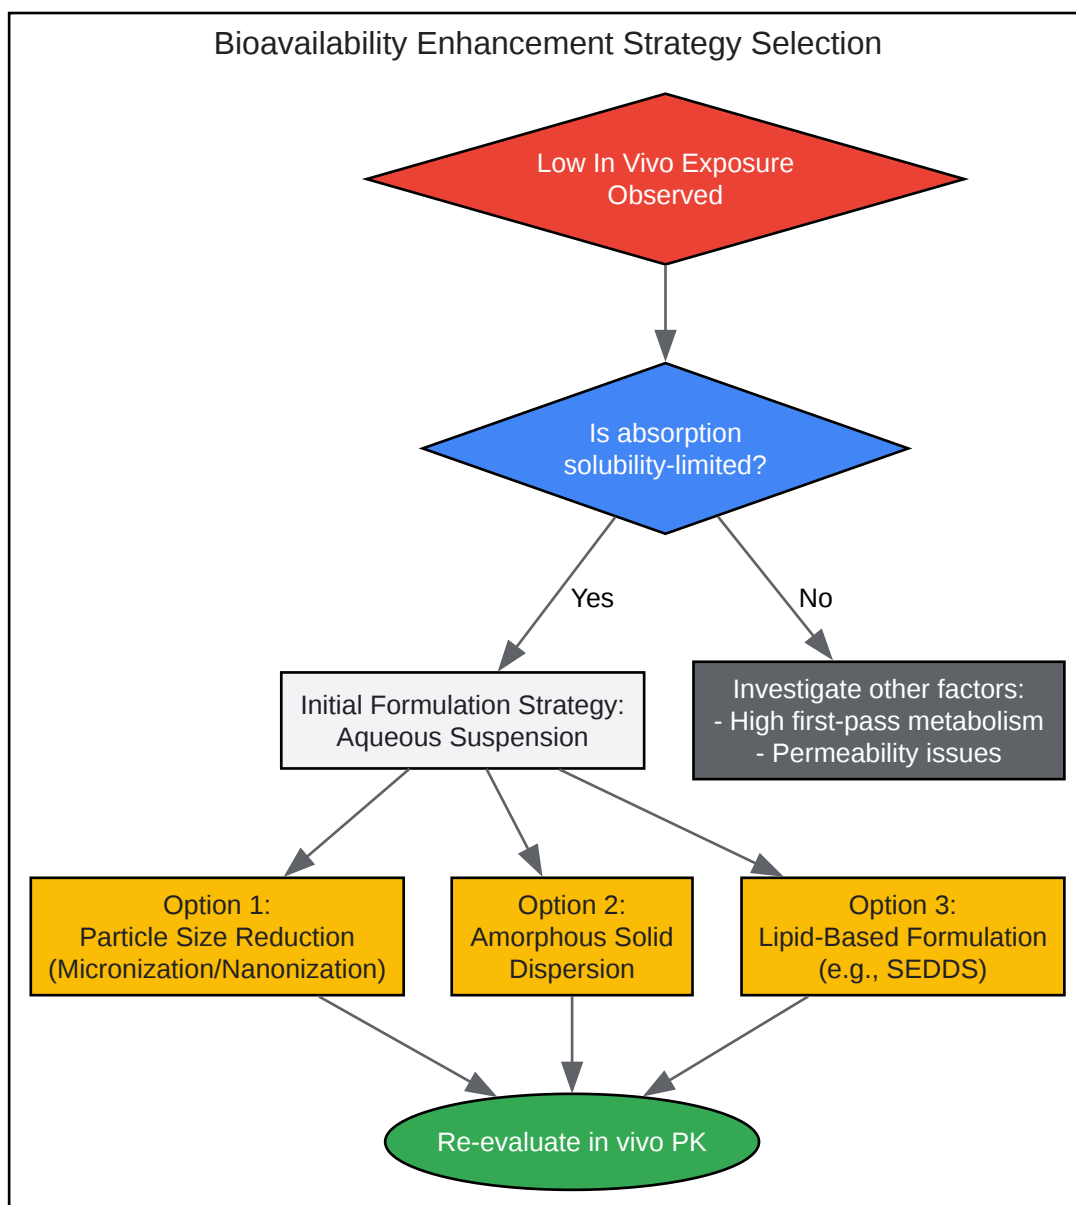 Bioavailability Enhancement Strategy Selection
Low In Vivo Exposure
Observed
Is absorption
solubility-limited?
Yes
No
Initial Formulation Strategy:
Aqueous Suspension
Investigate other factors:
- High first-pass metabolism
- Permeability issues
Option 1:
Particle Size Reduction
(Micronization/Nanonization)
Option 2:
Amorphous Solid
Dispersion
Option 3:
Lipid-Based Formulation
(e.g., SEDDS)
Re-evaluate in vivo PK